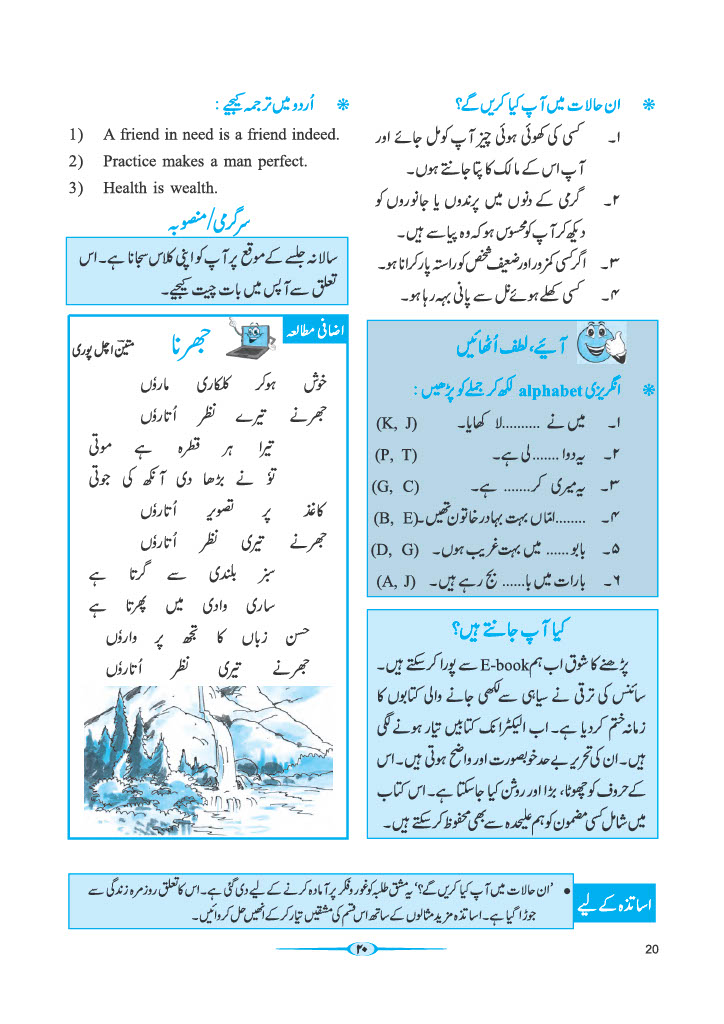 ✻ ان حالات میں آپ کیا کریں گے؟
۱۔ کسی کی کھوئی ہوئی چیز آپ کو مل جائے اور
آپ اس کے مالک کا پتا جانتے ہوں۔
۲۔ گرمی کے دنوں میں پرندوں یا جانوروں کو
دیکھ کر آپ کو محسوس ہو کہ وہ پیاسے ہیں۔
۳۔ اگر کسی کمزور اور ضعیف شخص کو راستہ پار کرانا ہو۔
۴۔ کسی کھلے ہوئے نل سے پانی بہہ رہا ہو۔
آئیے، لطف اُٹھائیں
✻ انگریزی alphabet لکھ کر جملے کو پڑھیں :
۱۔ میں نے ..........لا کھایا۔ (K, J)
۲۔ یہ دوا ....... لی ہے۔ (P, T)
۳۔ یہ میری کر....... ہے۔ (G, C)
۴۔ ........امّاں بہت بہادر خاتون تھیں۔ (B, E)
۵۔ بابو...... میں بہت غریب ہوں۔ (D, G)
۶۔ بارات میں با...... بج رہے ہیں۔ (A, J)
کیا آپ جانتے ہیں؟
پڑھنے کا شوق اب ہم E-book سے پورا کر سکتے ہیں۔
سائنس کی ترقی نے سیاہی سے لکھی جانے والی کتابوں کا
زمانہ ختم کر دیا ہے۔ اب الیکٹرانک کتابیں تیار ہونے لگی
ہیں۔ ان کی تحریر بے حد خوبصورت اور واضح ہوتی ہیں۔ اس
کے حروف کو چھوٹا، بڑا اور روشن کیا جا سکتا ہے۔ اس کتاب
میں شامل کسی مضمون کو ہم علیحدہ سے بھی محفوظ کر سکتے ہیں۔
✻ اُردو میں ترجمہ کیجیے :
1) A friend in need is a friend indeed.
2) Practice makes a man perfect.
3) Health is wealth.
سرگرمی/منصوبہ
سالانہ جلسے کے موقع پر آپ کو اپنی کلاس سجانا ہے۔ اس
تعلق سے آپس میں بات چیت کیجیے۔
اضافی مطالعہ
جھرنا
متین اچل پوری
خوش ہوکر کلکاری ماروٗں
جھرنے تیرے نظر اُتاروٗں
تیرا ہر قطرہ ہے موتی
توٗ نے بڑھا دی آنکھ کی جوتی
کاغذ پر تصویر اُتاروٗں
جھرنے تیری نظر اُتاروٗں
سبز بلندی سے گرتا ہے
ساری وادی میں پھرتا ہے
حسن زباں کا تجھ پر واروٗں
جھرنے تیری نظر اُتاروٗں
اساتذہ کے لیے
• ’ان حالات میں آپ کیا کریں گے؟‘ یہ مشق طلبہ کو غور و فکر پر آمادہ کرنے کے لیے دی گئی ہے۔ اس کا تعلق روزمرہ زندگی سے
جوڑا گیا ہے۔ اساتذہ مزید مثالوں کے ساتھ اس قسم کی مشقیں تیار کر کے انھیں حل کروائیں۔
۲۰
20